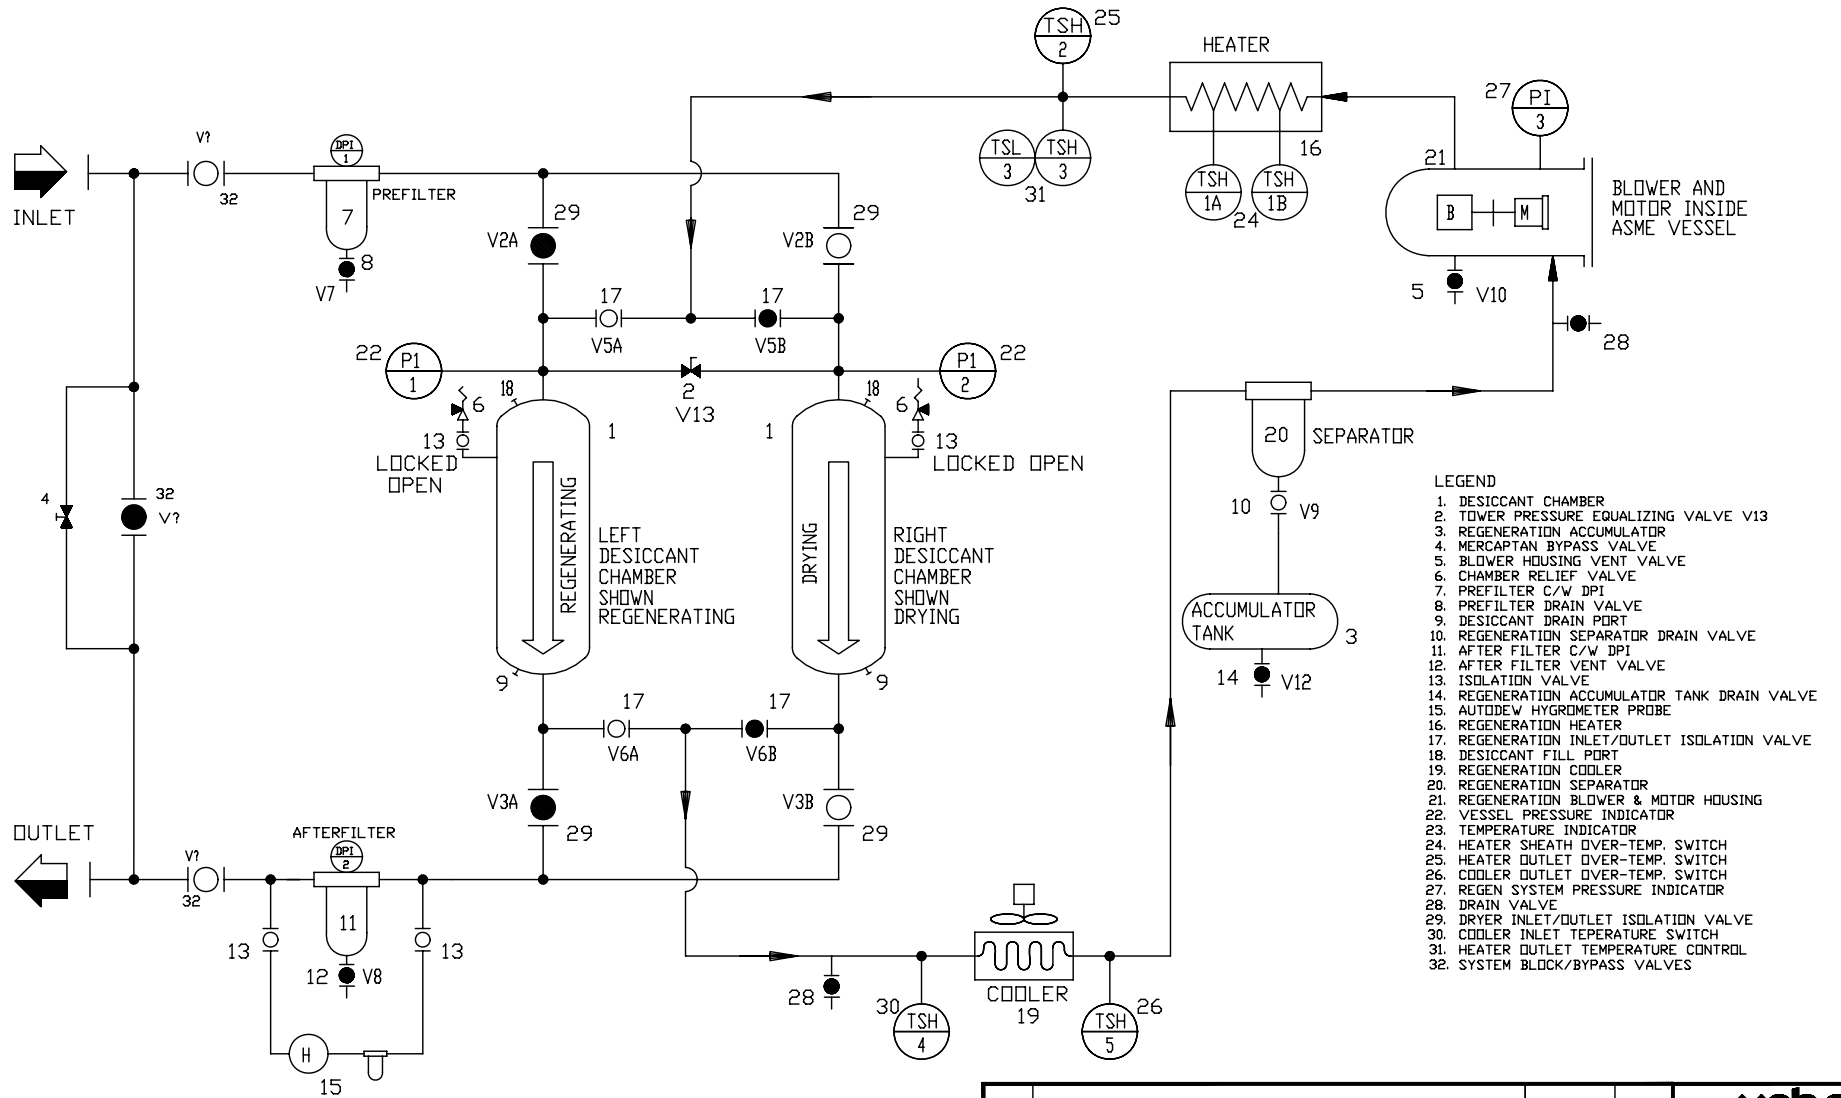 TSH
2
25
HEATER
27
PI
3
V?
DPI
1
TSL
3
TSH
3
31
16
21
TSH
1A
TSH
1B
24
BLOWER AND
MOTOR INSIDE
ASME VESSEL
B
M
INLET
32
PREFILTER
7
29
29
V2A
V2B
8
V7
5
V10
17
17
V5A
V5B
28
22
P1
1
P1
2
22
2
V13
18
18
6
6
13
13
1
1
LOCKED
OPEN
LOCKED OPEN
20
SEPARATOR
4
32
V?
10
V9
REGENERATING
DRYING
LEFT
DESICCANT
CHAMBER
SHOWN
REGENERATING
RIGHT
DESICCANT
CHAMBER
SHOWN
DRYING
ACCUMULATOR
TANK
3
14
V12
9
9
17
17
V6A
V6B
V3A
V3B
29
29
OUTLET
AFTERFILTER
DPI
2
V?
32
11
13
13
12
V8
H
15
28
30
TSH
4
COOLER
19
26
TSH
5
LEGEND
1. DESICCANT CHAMBER
2. TOWER PRESSURE EQUALIZING VALVE V13
3. REGENERATION ACCUMULATOR
4. MERCAPTAN BYPASS VALVE
5. BLOWER HOUSING VENT VALVE
6. CHAMBER RELIEF VALVE
7. PREFILTER C/W DPI
8. PREFILTER DRAIN VALVE
9. DESICCANT DRAIN PORT
10. REGENERATION SEPARATOR DRAIN VALVE
11. AFTER FILTER C/W DPI
12. AFTER FILTER VENT VALVE
13. ISOLATION VALVE
14. REGENERATION ACCUMULATOR TANK DRAIN VALVE
15. AUTODEW HYGROMETER PROBE
16. REGENERATION HEATER
17. REGENERATION INLET/OUTLET ISOLATION VALVE
18. DESICCANT FILL PORT
19. REGENERATION COOLER
20. REGENERATION SEPARATOR
21. REGENERATION BLOWER & MOTOR HOUSING
22. VESSEL PRESSURE INDICATOR
23. TEMPERATURE INDICATOR
24. HEATER SHEATH OVER-TEMP. SWITCH
25. HEATER OUTLET OVER-TEMP. SWITCH
26. COOLER OUTLET OVER-TEMP. SWITCH
27. REGEN SYSTEM PRESSURE INDICATOR
28. DRAIN VALVE
29. DRYER INLET/OUTLET ISOLATION VALVE
30. COOLER INLET TEPERATURE SWITCH
31. HEATER OUTLET TEMPERATURE CONTROL
32. SYSTEM BLOCK/BYPASS VALVES